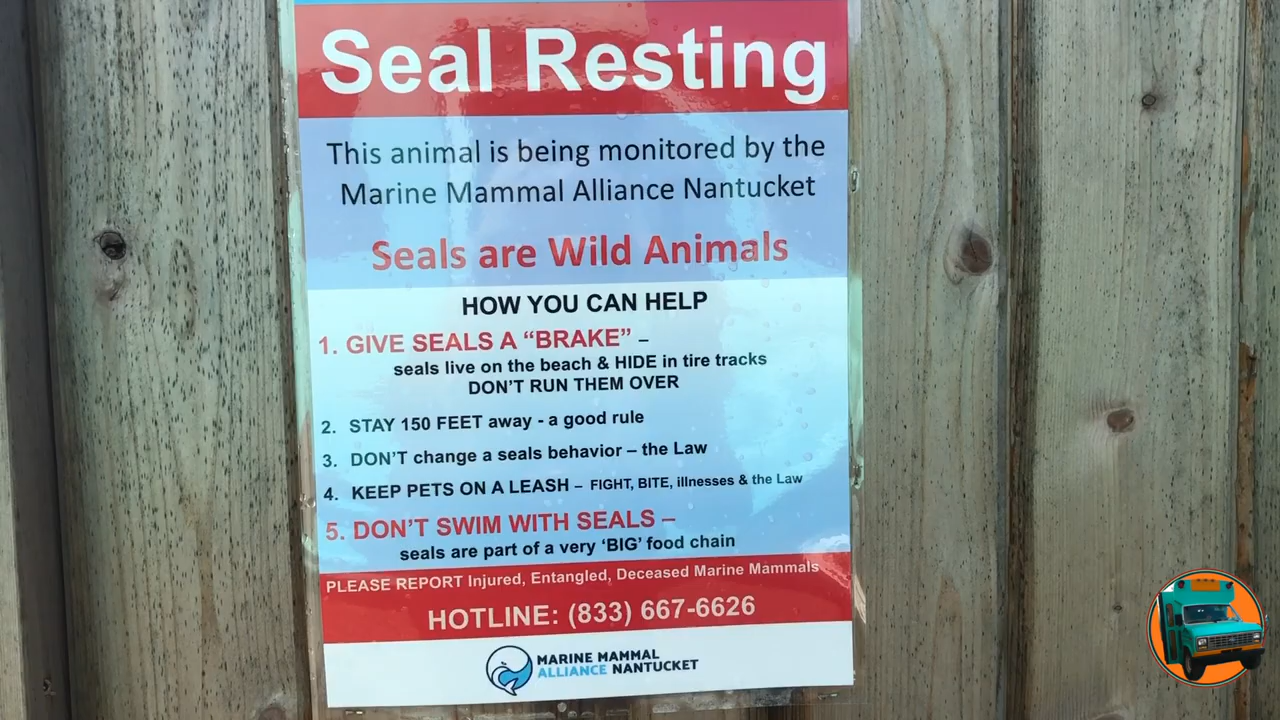 Seal Resting
This animal is being monitored by the
Marine Mammal Alliance Nantucket
Seals are Wild Animals
HOW YOU CAN HELP
1. GIVE SEALS A “BRAKE” –
seals live on the beach & HIDE in tire tracks
DON’T RUN THEM OVER
2. STAY 150 FEET away - a good rule
3. DON’T change a seals behavior – the Law
4. KEEP PETS ON A LEASH – FIGHT, BITE, illnesses & the Law
5. DON’T SWIM WITH SEALS –
seals are part of a very ‘BIG’ food chain
PLEASE REPORT Injured, Entangled, Deceased Marine Mammals
HOTLINE: (833) 667-6626
MARINE MAMMAL
ALLIANCE NANTUCKET